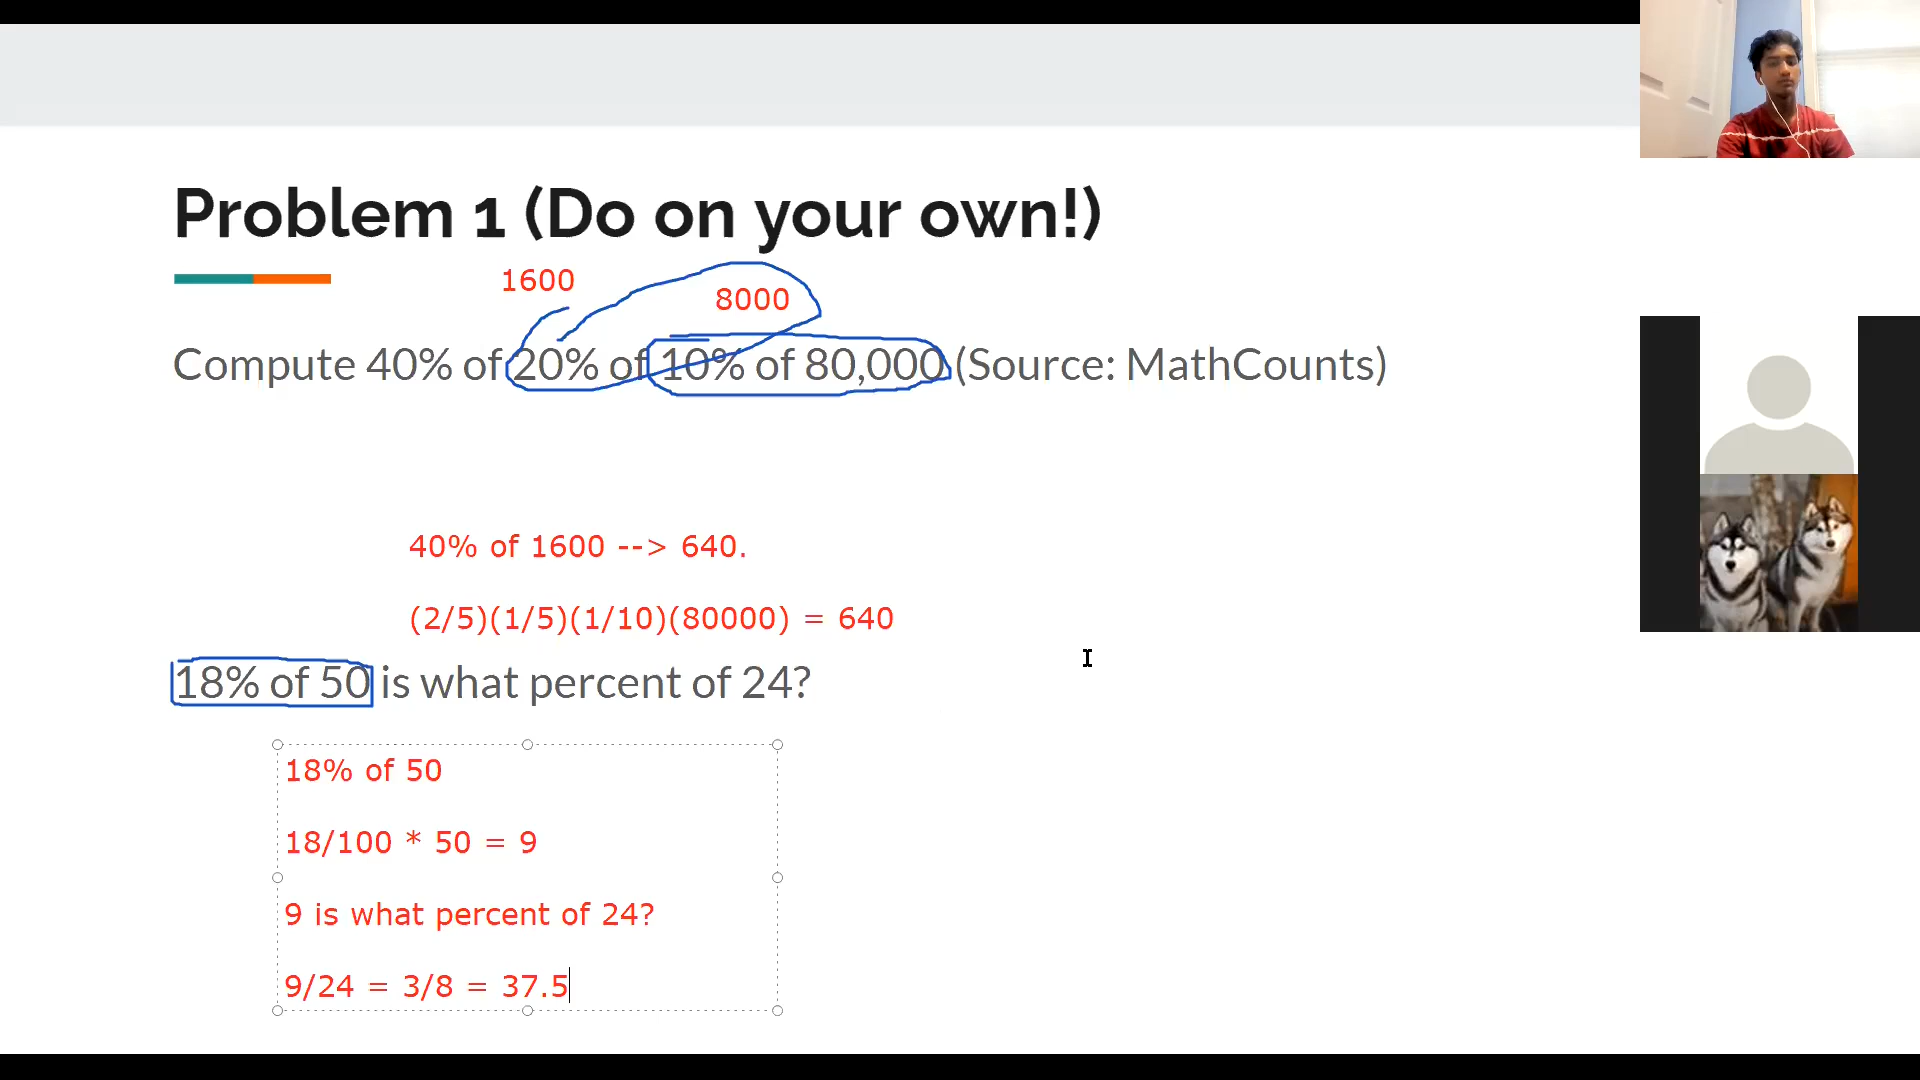 Problem 1 (Do on your own!)
1600
8000
Compute 40% of 20% of 10% of 80,000 (Source: MathCounts)
40% of 1600 --> 640.
(2/5)(1/5)(1/10)(80000) = 640
18% of 50 is what percent of 24?
18% of 50
18/100 * 50 = 9
9 is what percent of 24?
9/24 = 3/8 = 37.5